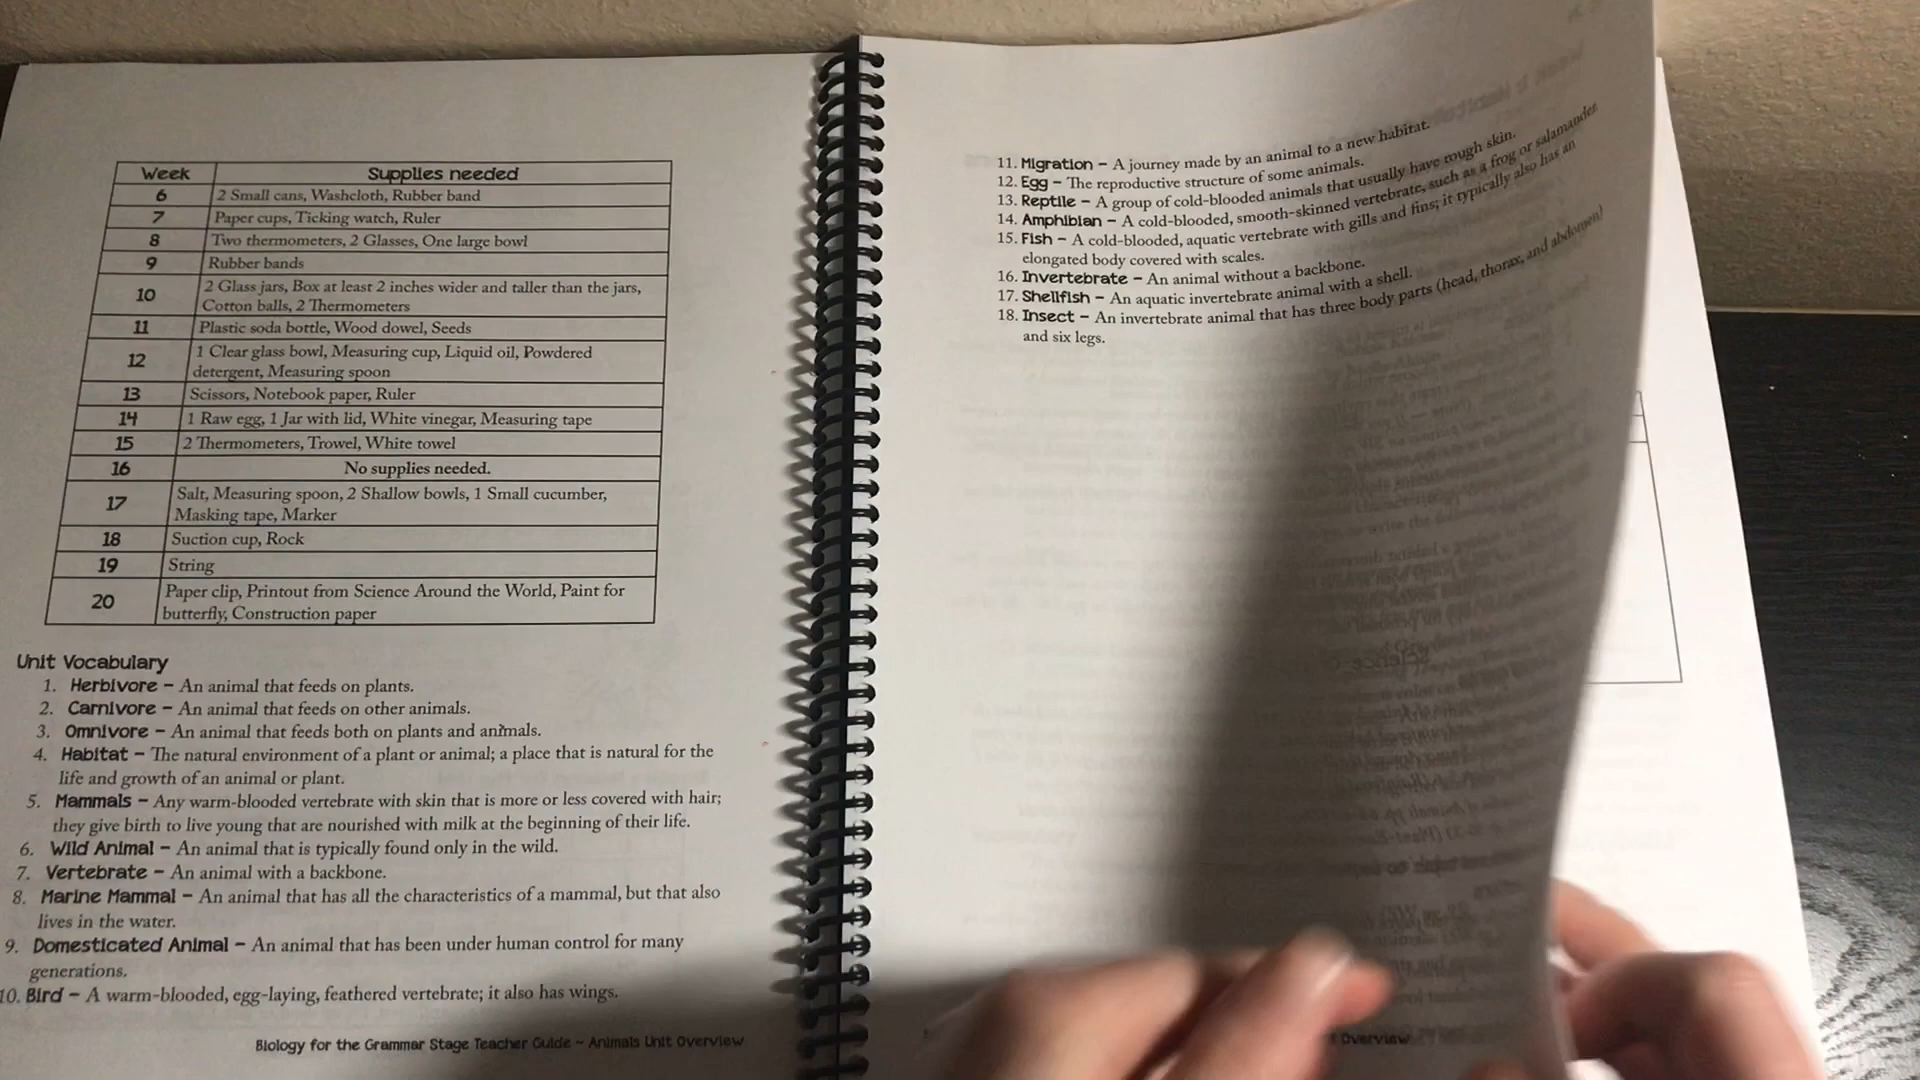 Week Supplies needed
6 2 Small cans, Washcloth, Rubber band
7 Paper cups, Ticking watch, Ruler
8 Two thermometers, 2 Glasses, One large bowl
9 Rubber bands
10 2 Glass jars, Box at least 2 inches wider and taller than the jars,
Cotton balls, 2 Thermometers
11 Plastic soda bottle, Wood dowel, Seeds
12 1 Clear glass bowl, Measuring cup, Liquid oil, Powdered
detergent, Measuring spoon
13 Scissors, Notebook paper, Ruler
14 1 Raw egg, 1 Jar with lid, White vinegar, Measuring tape
15 2 Thermometers, Trowel, White towel
16 No supplies needed.
17 Salt, Measuring spoon, 2 Shallow bowls, 1 Small cucumber,
Masking tape, Marker
18 Suction cup, Rock
19 String
20 Paper clip, Printout from Science Around the World, Paint for
butterfly, Construction paper
Unit Vocabulary
1. Herbivore – An animal that feeds on plants.
2. Carnivore – An animal that feeds on other animals.
3. Omnivore – An animal that feeds both on plants and animals.
4. Habitat – The natural environment of a plant or animal; a place that is natural for the
life and growth of an animal or plant.
5. Mammals – Any warm-blooded vertebrate with skin that is more or less covered with hair;
they give birth to live young that are nourished with milk at the beginning of their life.
6. Wild Animal – An animal that is typically found only in the wild.
7. Vertebrate – An animal with a backbone.
8. Marine Mammal – An animal that has all the characteristics of a mammal, but that also
lives in the water.
9. Domesticated Animal – An animal that has been under human control for many
generations.
10. Bird – A warm-blooded, egg-laying, feathered vertebrate; it also has wings.
Biology for the Grammar Stage Teacher Guide ~ Animals Unit Overview
11. Migration – A journey made by an animal to a new habitat.
12. Egg – The reproductive structure of some animals.
13. Reptile – A group of cold-blooded animals that usually have rough skin.
14. Amphibian – A cold-blooded, smooth-skinned vertebrate, such as a frog or salamander.
15. Fish – A cold-blooded, aquatic vertebrate with gills and fins; it typically also has an
elongated body covered with scales.
16. Invertebrate – An animal without a backbone.
17. Shellfish – An aquatic invertebrate animal with a shell.
18. Insect – An invertebrate animal that has three body parts (head, thorax, and abdomen)
and six legs.
Overview